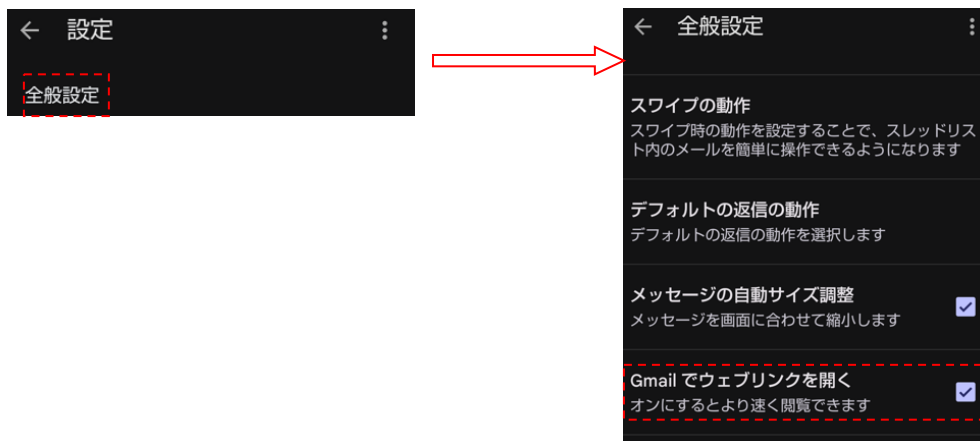 設定
全般設定
全般設定
スワイプの動作
スワイプ時の動作を設定することで、スレッドリス
ト内のメールを簡単に操作できるようになります
デフォルトの返信の動作
デフォルトの返信の動作を選択します
メッセージの自動サイズ調整
メッセージを画面に合わせて縮小します
Gmail でウェブリンクを開く
オンにするとより速く閲覧できます